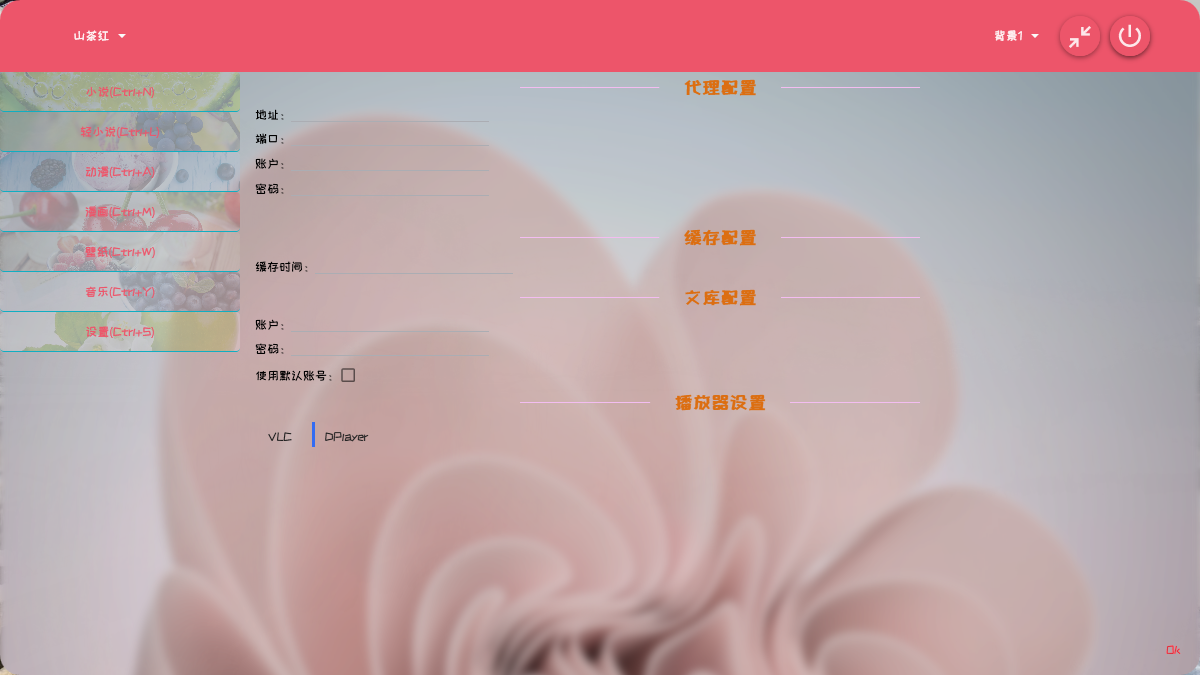 山茶红
背景1
小说(Ctrl+N)
轻小说(Ctrl+L)
动漫(Ctrl+A)
漫画(Ctrl+M)
壁纸(Ctrl+W)
音乐(Ctrl+Y)
设置(Ctrl+S)
代理配置
地址：
端口：
账户：
密码：
缓存配置
缓存时间：
文库配置
账户：
密码：
使用默认账号：
播放器设置
VLC
DPlayer
Ok